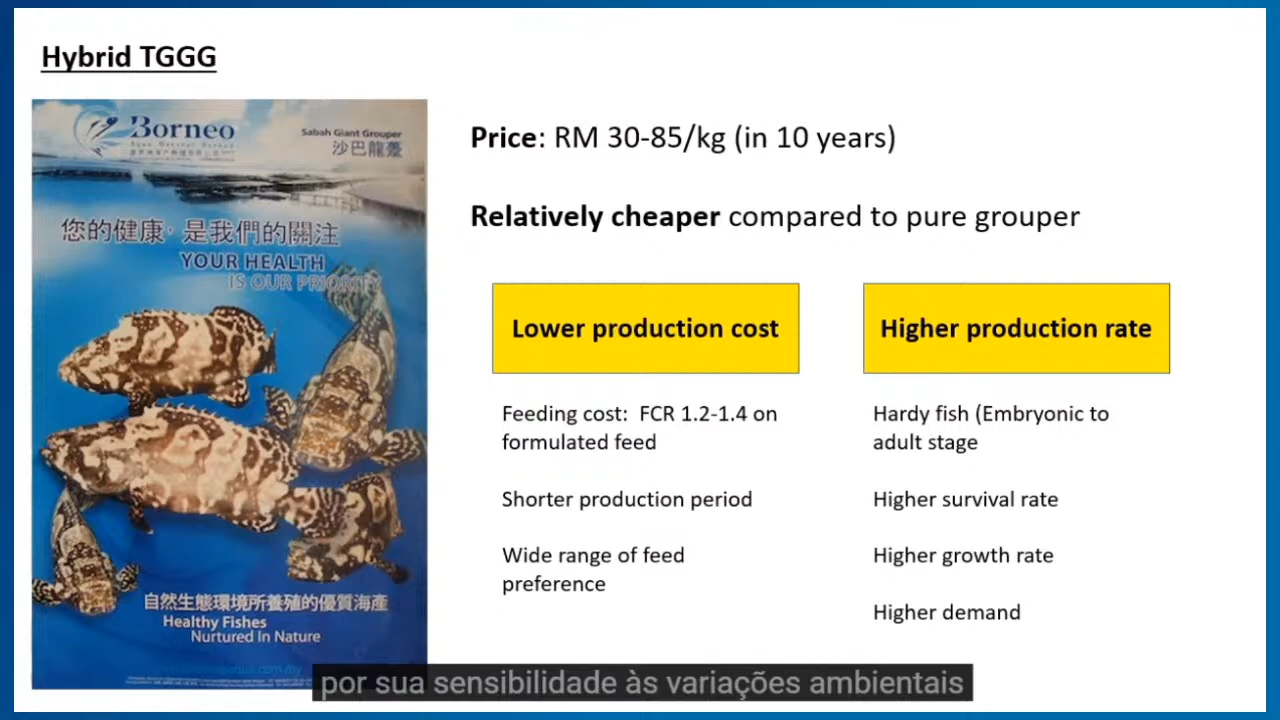 Hybrid TGGG
Borneo
Sabah Giant Grouper
沙巴龍躉
您的健康,是我們的關注
YOUR HEALTH
IS OUR PRIORITY
自然生態環境所養殖的優質海產
Healthy Fishes
Nurtured In Nature
Price: RM 30-85/kg (in 10 years)
Relatively cheaper compared to pure grouper
Lower production cost
Feeding cost: FCR 1.2-1.4 on
formulated feed
Shorter production period
Wide range of feed
preference
Higher production rate
Hardy fish (Embryonic to
adult stage
Higher survival rate
Higher growth rate
Higher demand
por sua sensibilidade às variações ambientais